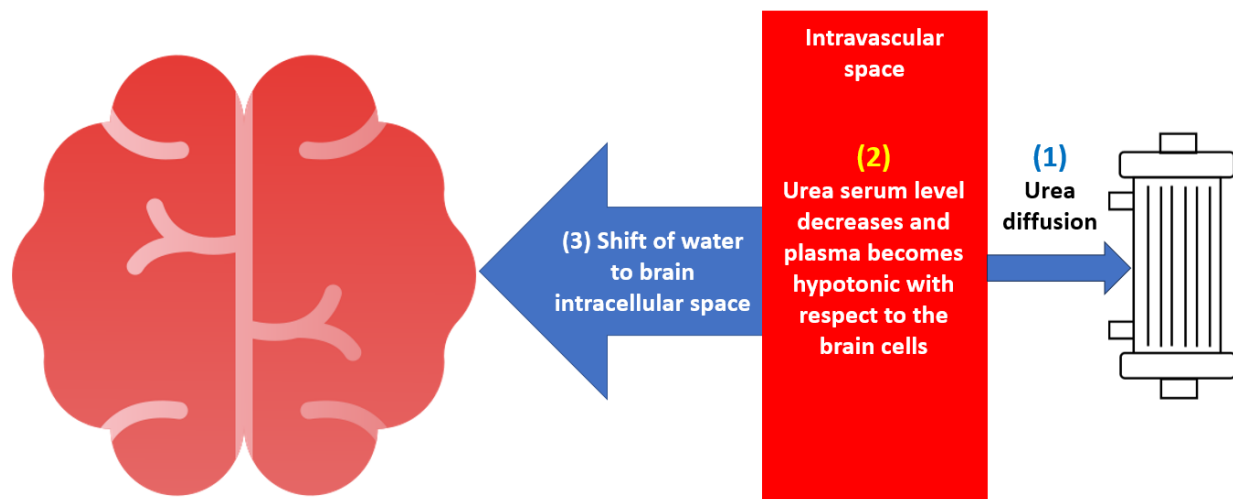 Intravascular
space
(2)
Urea serum level
decreases and
plasma becomes
hypotonic with
respect to the
brain cells
(1)
Urea
diffusion
(3) Shift of water
to brain
intracellular space